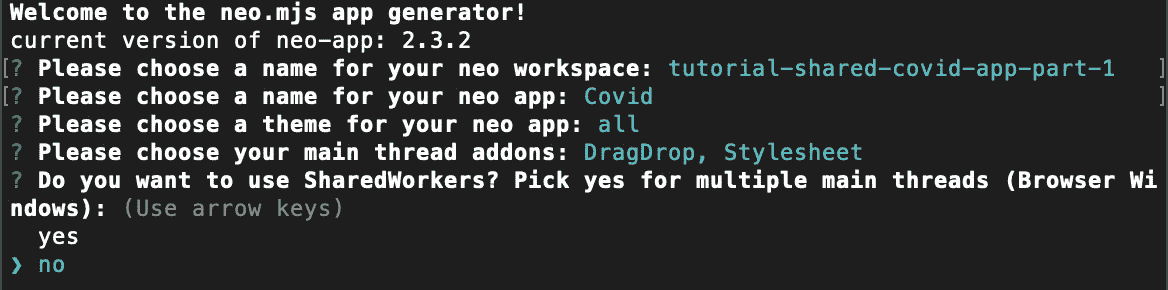 Welcome to the neo.mjs app generator!
current version of neo-app: 2.3.2
[? Please choose a name for your neo workspace: tutorial-shared-covid-app-part-1 ]
[? Please choose a name for your neo app: Covid ]
? Please choose a theme for your neo app: all
? Please choose your main thread addons: DragDrop, Stylesheet
? Do you want to use SharedWorkers? Pick yes for multiple main threads (Browser Wi
ndows): (Use arrow keys)
yes
❯ no